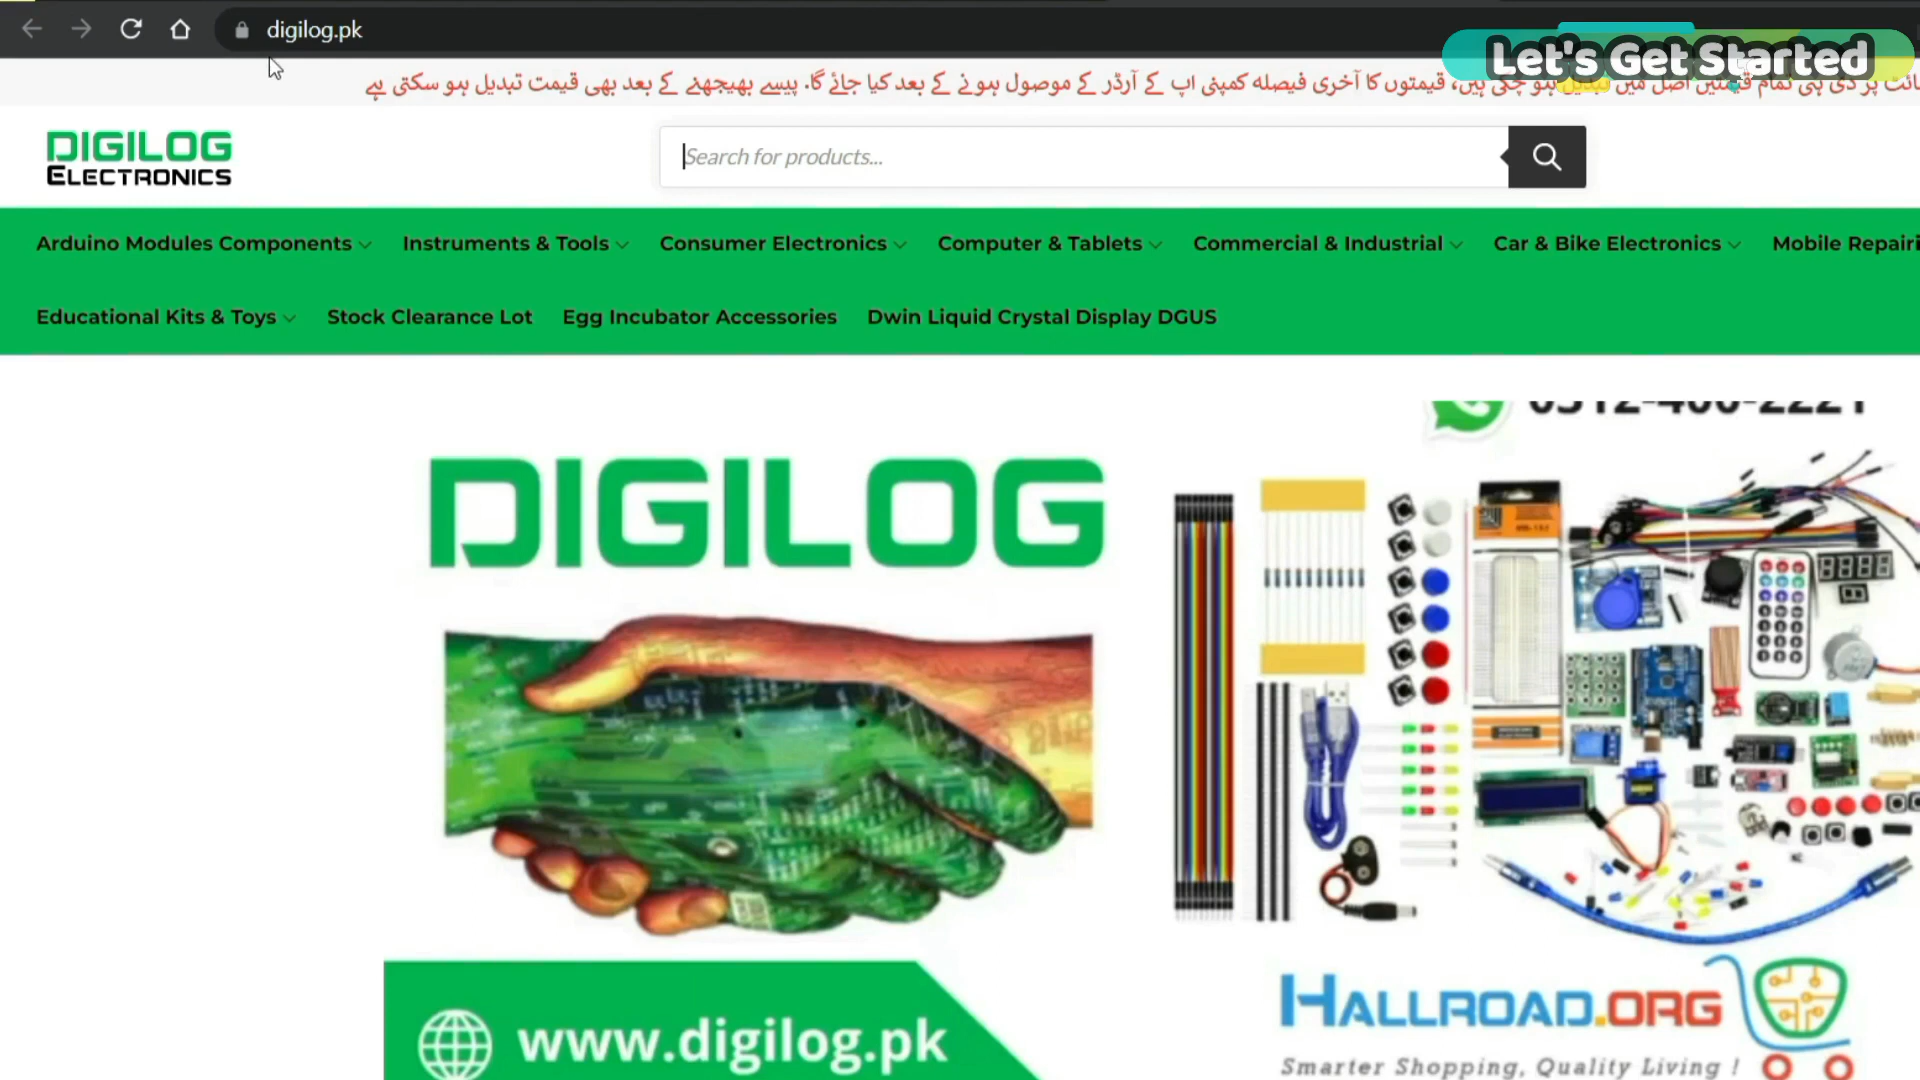 digilog.pk
Let's Get Started
قیمتوں کا آخری فیصلہ کمپنی اپ کے آرڈر کے موصول ہونے کے بعد کیا جائے گا. پیسے بھیجھنے کے بعد بھی قیمت تبدیل ہو سکتی ہے
DIGILOG
ELECTRONICS
Search for products...
Arduino Modules Components Instruments & Tools Consumer Electronics Computer & Tablets Commercial & Industrial Car & Bike Electronics Mobile Repairi
Educational Kits & Toys Stock Clearance Lot Egg Incubator Accessories Dwin Liquid Crystal Display DGUS
DIGILOG
www.digilog.pk
HALLROAD.ORG
Smarter Shopping, Quality Living !